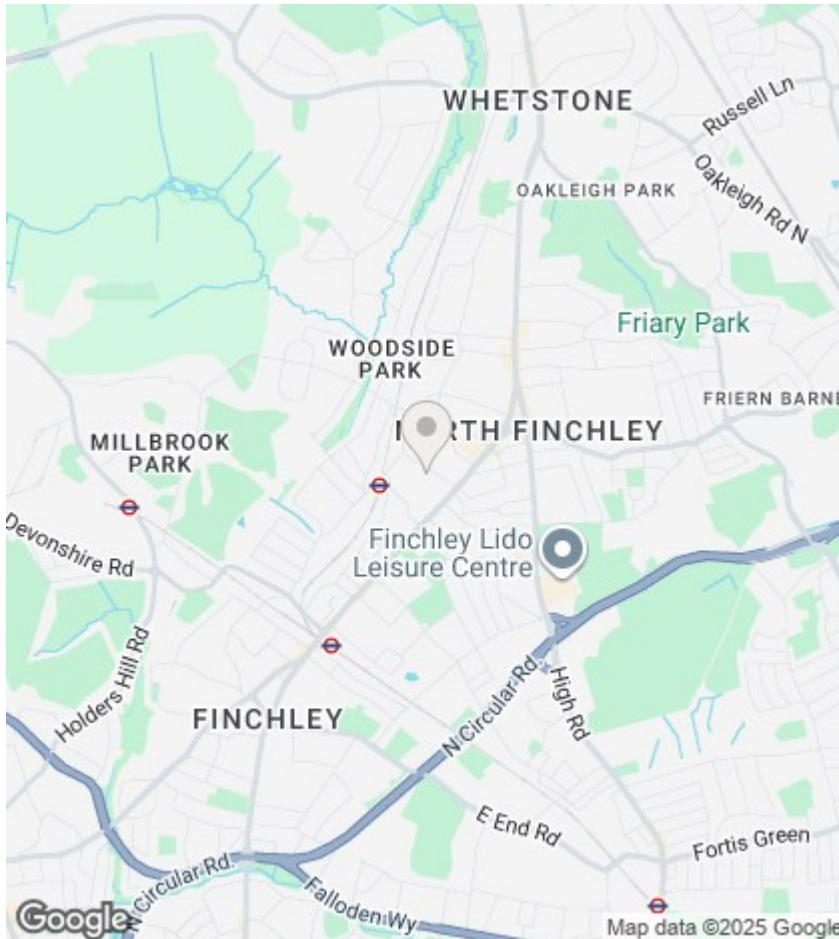 WHETSTONE
Russell Ln
OAKLEIGH PARK
Oakleigh Rd N
Friary Park
WOODSIDE
PARK
FRIERN BARNE
NORTH FINCHLEY
MILLBROOK
PARK
Devonshire Rd
Finchley Lido
Leisure Centre
Holders Hill Rd
High Rd
N Circular Rd
FINCHLEY
E End Rd
Fortis Green
N Circular Rd
Falloden Wy
Google
Map data ©2025 Google